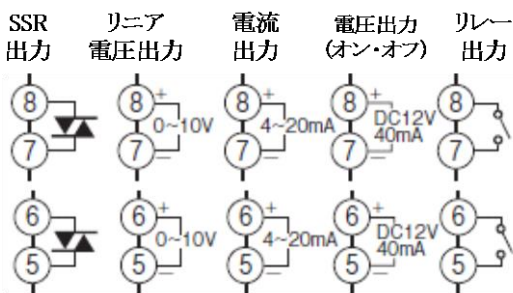 SSR
出力
リニア
電圧出力
電流
出力
電圧出力
(オン・オフ)
リレー
出力
8
7
8
+
0~10V
7
−
8
+
4~20mA
7
−
8
+
DC12V
40mA
7
−
8
7
6
5
6
+
0~10V
5
−
6
+
4~20mA
5
−
6
+
DC12V
40mA
5
−
6
5